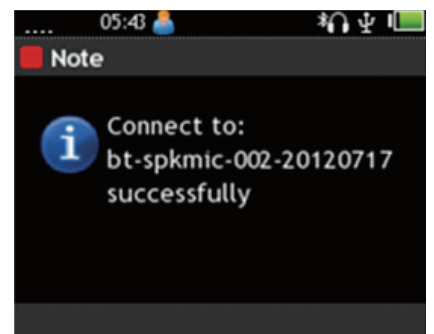 05:43
Note
Connect to:
bt-spkmic-002-20120717
successfully